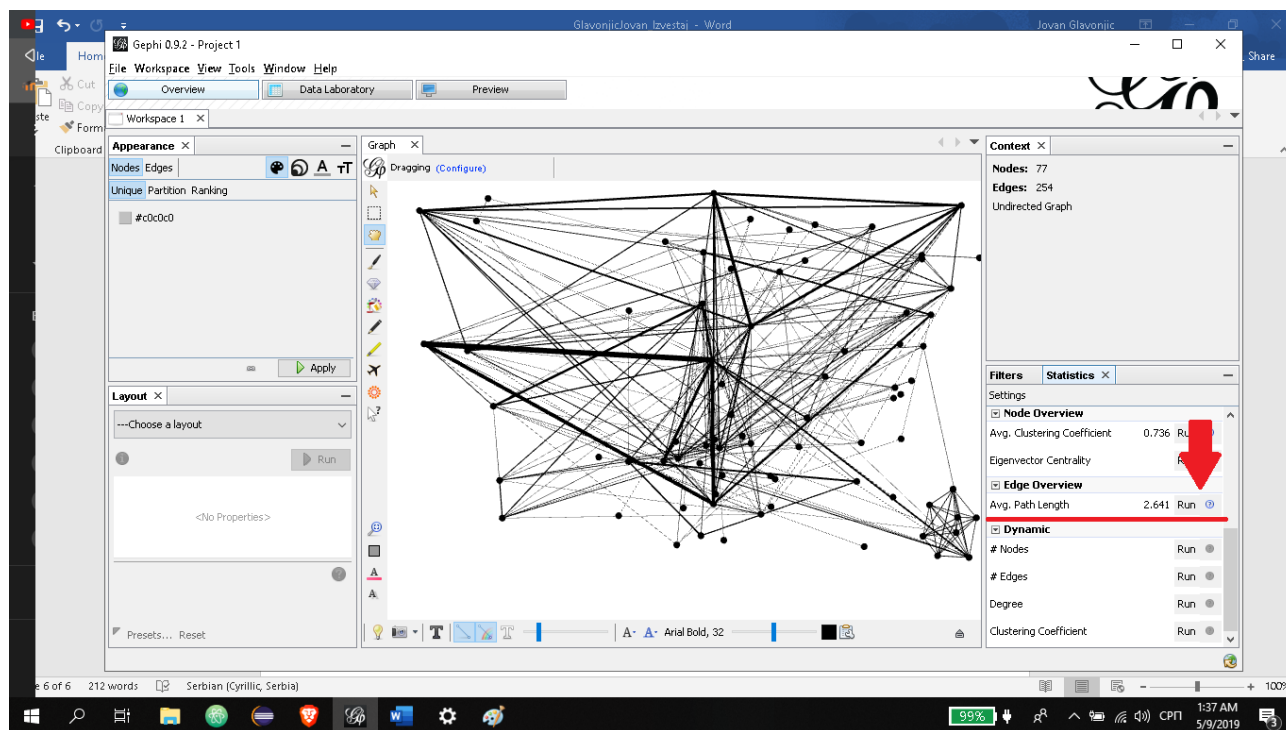 GlavonjicJovan Izvestaj - Word
Jovan Glavonjic
Gephi 0.9.2 - Project 1
Hom
Share
File Workspace View Tools Window Help
Cut
Overview
Data Laboratory
Preview
Copy
Form
Workspace 1
Clipboard
Appearance
Nodes Edges
Unique Partition Ranking
#c0c0c0
Apply
Layout
---Choose a layout
Run
<No Properties>
Presets... Reset
Graph
Dragging (Configure)
A- A- Arial Bold, 32
Context
Nodes: 77
Edges: 254
Undirected Graph
Filters Statistics
Settings
Node Overview
Avg. Clustering Coefficient 0.736
Eigenvector Centrality
Edge Overview
Avg. Path Length 2.641 Run
Dynamic
# Nodes Run
# Edges Run
Degree Run
Clustering Coefficient Run
e 6 of 6 212 words Serbian (Cyrillic, Serbia)
100%
99%
СРП
1:37 AM
5/9/2019
3